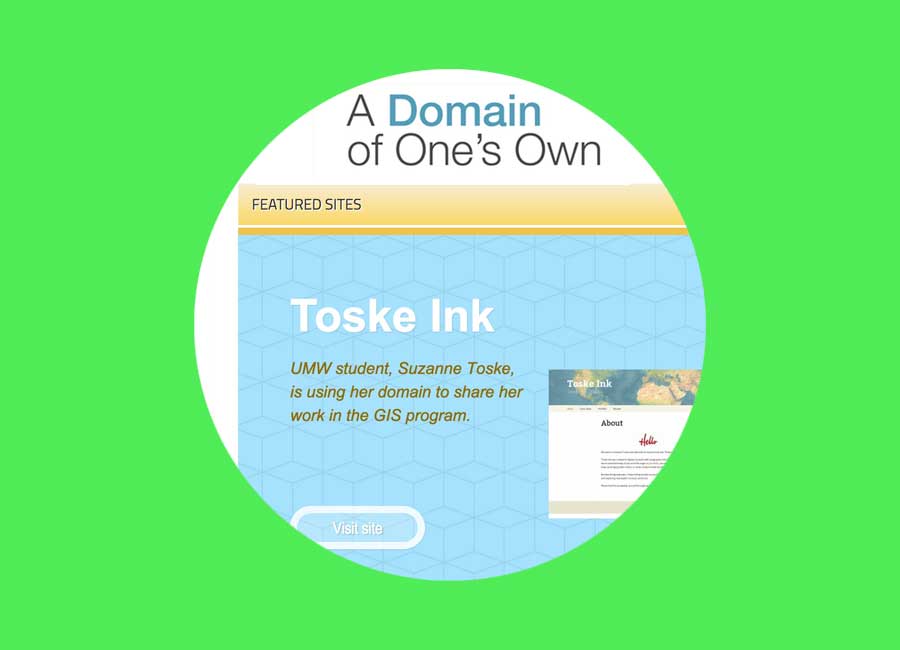 A Domain
of One's Own
FEATURED SITES
Toske Ink
UMW student, Suzanne Toske,
is using her domain to share her
work in the GIS program.
Toske Ink
About
Hello
Visit site